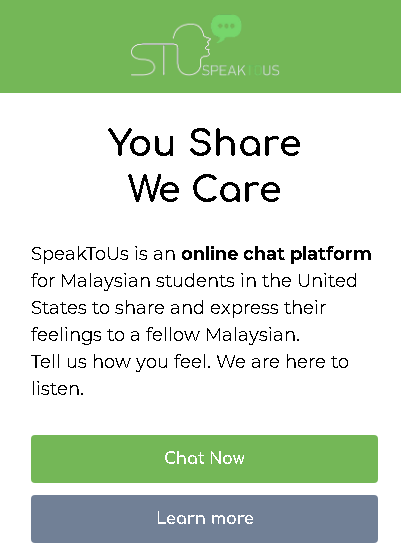 STU SPEAKTOUS
You Share
We Care
SpeakToUs is an online chat platform
for Malaysian students in the United
States to share and express their
feelings to a fellow Malaysian.
Tell us how you feel. We are here to
listen.
Chat Now
Learn more